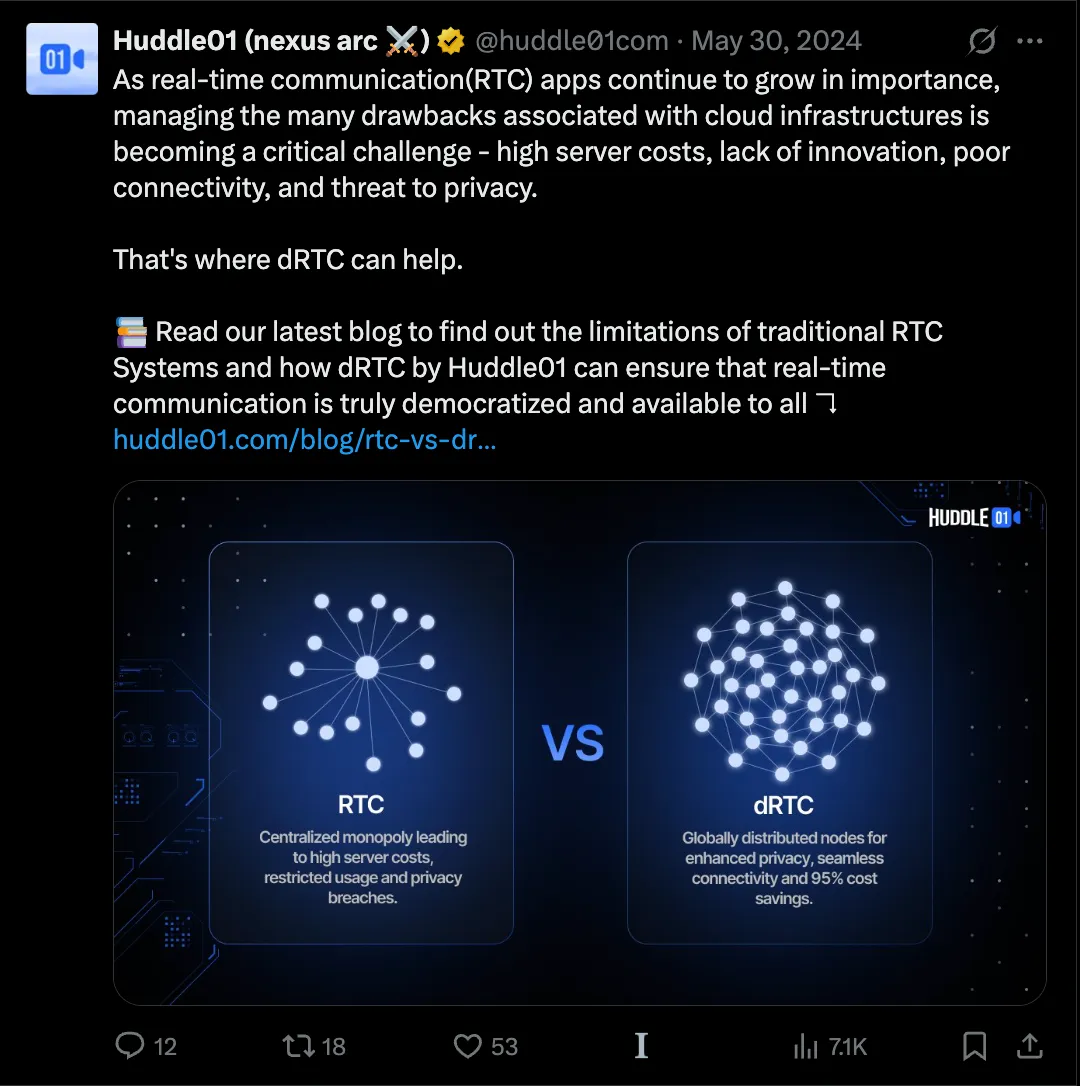 01
Huddle01 (nexus arc ⚔️) @huddle01com · May 30, 2024
As real-time communication(RTC) apps continue to grow in importance,
managing the many drawbacks associated with cloud infrastructures is
becoming a critical challenge - high server costs, lack of innovation, poor
connectivity, and threat to privacy.
That's where dRTC can help.
📚 Read our latest blog to find out the limitations of traditional RTC
Systems and how dRTC by Huddle01 can ensure that real-time
communication is truly democratized and available to all ⮧
huddle01.com/blog/rtc-vs-dr…
HUDDLE 01
VS
RTC
Centralized monopoly leading
to high server costs,
restricted usage and privacy
breaches.
dRTC
Globally distributed nodes for
enhanced privacy, seamless
connectivity and 95% cost
savings.
12 18 53 I 7.1K